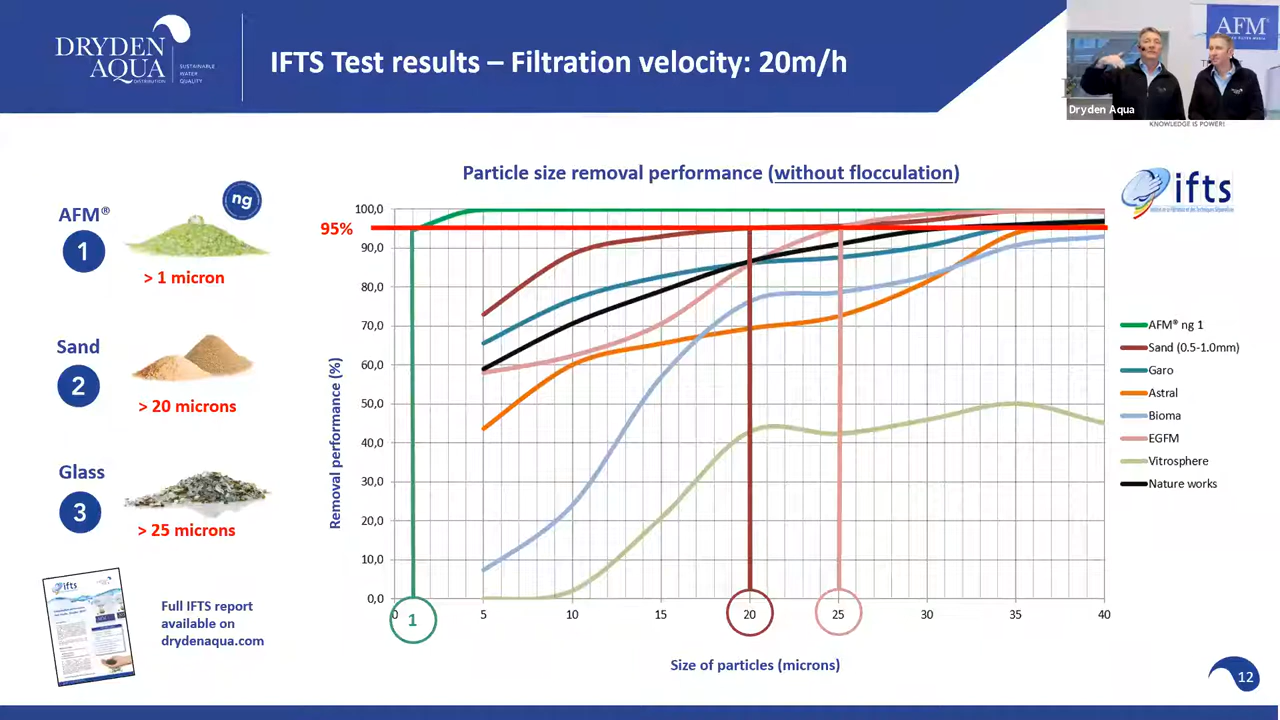 DRYDEN
AQUA
DISTRIBUTION
SUSTAINABLE
WATER
QUALITY
IFTS Test results – Filtration velocity: 20m/h
AFM®
Dryden Aqua
KNOWLEDGE IS POWER!
Particle size removal performance (without flocculation)
ifts
AFM®
ng
1
> 1 micron
Sand
2
> 20 microns
Glass
3
> 25 microns
ifts
Full IFTS report
available on
drydenaqua.com
Removal performance (%)
100,0
95%
90,0
80,0
70,0
60,0
50,0
40,0
30,0
20,0
10,0
0,0
0
1
5
10
15
20
25
30
35
40
Size of particles (microns)
AFM® ng 1
Sand (0.5-1.0mm)
Garo
Astral
Bioma
EGFM
Vitrosphere
Nature works
12